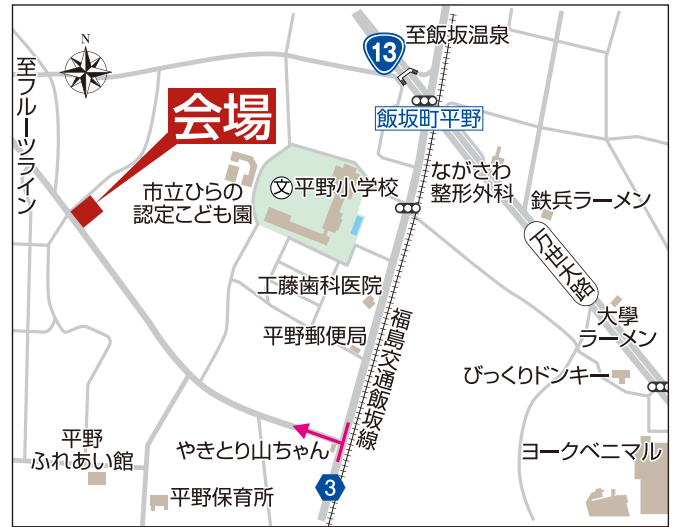 N
至フルーツライン
会場
13
至飯坂温泉
飯坂町平野
市立ひらの
認定こども園
文平野小学校
ながさわ
整形外科
鉄兵ラーメン
万世大路
工藤歯科医院
平野郵便局
福島交通飯坂線
大學
ラーメン
びっくりドンキー
やきとり山ちゃん
平野
ふれあい館
平野保育所
3
ヨークベニマル